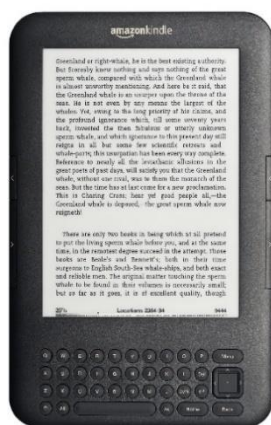 amazonkindle
Greenland or right-whale, he is the best existing authority.
But Scoresby knew nothing and says nothing of the great
sperm whale, compared with which the Greenland whale
is almost unworthy mentioning. And here be it said, that
the Greenland whale is an usurper upon the throne of the
seas. He is not even by any means the largest of the
whales. Yet, owing to the long priority of his claims, and
the profound ignorance which, till some seventy years
back, invested the then fabulous or utterly unknown
sperm-whale, and which ignorance to this present day still
reigns in all but some few scientific retreats and
whale-ports; this usurpation has been every way complete.
Reference to nearly all the leviathanic allusions in the
great poets of past days, will satisfy you that the Greenland
whale, without one rival, was to them the monarch of the
seas. But the time has at last come for a new proclamation.
This is Charing Cross; hear ye! good people all,—the
Greenland whale is deposed,—the great sperm whale now
reigneth!
There are only two books in being which at all pretend
to put the living sperm whale before you, and at the same
time, in the remotest degree succeed in the attempt. Those
books are Beale's and Bennett's; both in their time
surgeons to English South-Sea whale-ships, and both exact
and reliable men. The original matter touching the sperm
whale to be found in their volumes is necessarily small;
but so far as it goes, it is of excellent quality, though
Locations
Menu
Home
Back